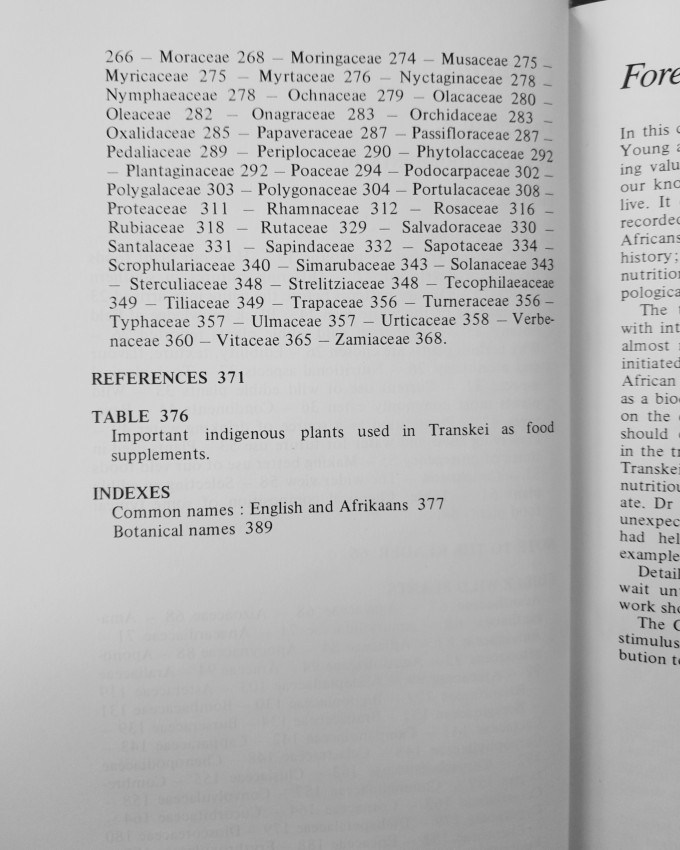 266 — Moraceae 268 — Moringaceae 274 — Musaceae 275 —
Myricaceae 275 — Myrtaceae 276 — Nyctaginaceae 278 —
Nymphaeaceae 278 — Ochnaceae 279 — Olacaceae 280 —
Oleaceae 282 — Onagraceae 283 — Orchidaceae 283 —
Oxalidaceae 285 — Papaveraceae 287 — Passifloraceae 287 —
Pedaliaceae 289 — Periplocaceae 290 — Phytolaccaceae 292
— Plantaginaceae 292 — Poaceae 294 — Podocarpaceae 302 —
Polygalaceae 303 — Polygonaceae 304 — Portulacaceae 308 —
Proteaceae 311 — Rhamnaceae 312 — Rosaceae 316 —
Rubiaceae 318 — Rutaceae 329 — Salvadoraceae 330 —
Santalaceae 331 — Sapindaceae 332 — Sapotaceae 334 —
Scrophulariaceae 340 — Simarubaceae 343 — Solanaceae 343
— Sterculiaceae 348 — Strelitziaceae 348 — Tecophilaeaceae
349 — Tiliaceae 349 — Trapaceae 356 — Turneraceae 356 —
Typhaceae 357 — Ulmaceae 357 — Urticaceae 358 — Verbe-
naceae 360 — Vitaceae 365 — Zamiaceae 368.
REFERENCES 371
TABLE 376
Important indigenous plants used in Transkei as food
supplements.
INDEXES
Common names : English and Afrikaans 377
Botanical names 389
Fore
In this
Young
ing valu
our kno
live. It
recorded
Africans
history;
nutrition
pologica
The
with int
almost
initiated
African
as a bio
on the
should
in the tr
Transkei
nutritiou
ate. Dr
unexpec
had hel
example
Detail
wait un
work sho
The
stimulus
bution to